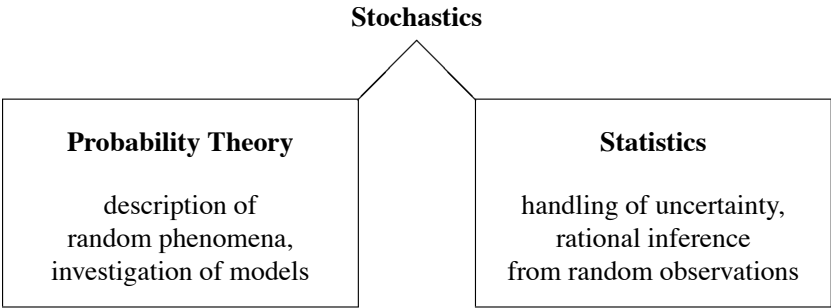 Stochastics
Probability Theory
description of
random phenomena,
investigation of models
Statistics
handling of uncertainty,
rational inference
from random observations